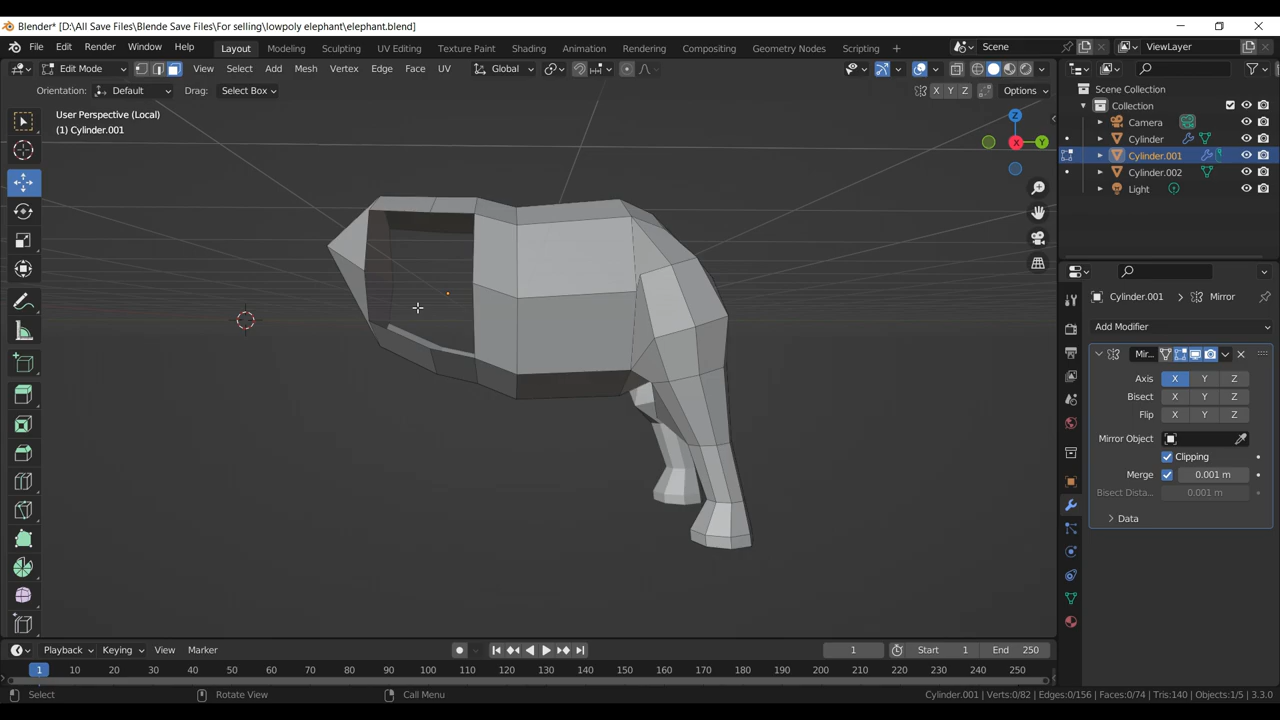 Blender* [D:\All Save Files\Blende Save Files\For selling\lowpoly elephant\elephant.blend]
File Edit Render Window Help Layout Modeling Sculpting UV Editing Texture Paint Shading Animation Rendering Compositing Geometry Nodes Scripting + Scene ViewLayer
Edit Mode View Select Add Mesh Vertex Edge Face UV Global
Orientation: Default Drag: Select Box X Y Z Options
Scene Collection
Collection
Camera
Cylinder
Cylinder.001
Cylinder.002
Light
User Perspective (Local)
(1) Cylinder.001
Z
X
Y
Cylinder.001 > Mirror
Add Modifier
Mir...
Axis X Y Z
Bisect X Y Z
Flip X Y Z
Mirror Object
Clipping
Merge 0.001 m
Bisect Dista... 0.001 m
Data
Playback Keying View Marker 1 Start 1 End 250
1 10 20 30 40 50 60 70 80 90 100 110 120 130 140 150 160 170 180 190 200 210 220 230 240 250
Select Rotate View Call Menu Cylinder.001 | Verts:0/82 | Edges:0/156 | Faces:0/74 | Tris:140 | Objects:1/5 | 3.3.0